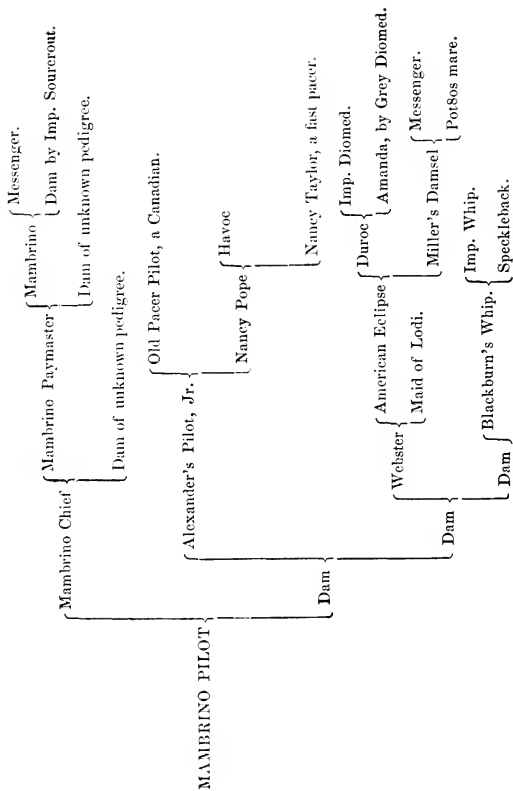 Messenger.
Mambrino
Mambrino Paymaster
Dam by Imp. Sourcrout.
Mambrino Chief
Dam of unknown pedigree.
Dam of unknown pedigree.
Old Pacer Pilot, a Canadian.
Alexander's Pilot, Jr.
MAMBRINO PILOT
Havoc
Nancy Pope
Nancy Taylor, a fast pacer.
Dam
Imp. Diomed.
Duroc
American Eclipse
Amanda, by Grey Diomed.
Webster
Maid of Lodi.
Messenger.
Miller's Damsel
Dam
Pot8os mare.
Imp. Whip.
Blackburn's Whip.
Dam
Speckleback.